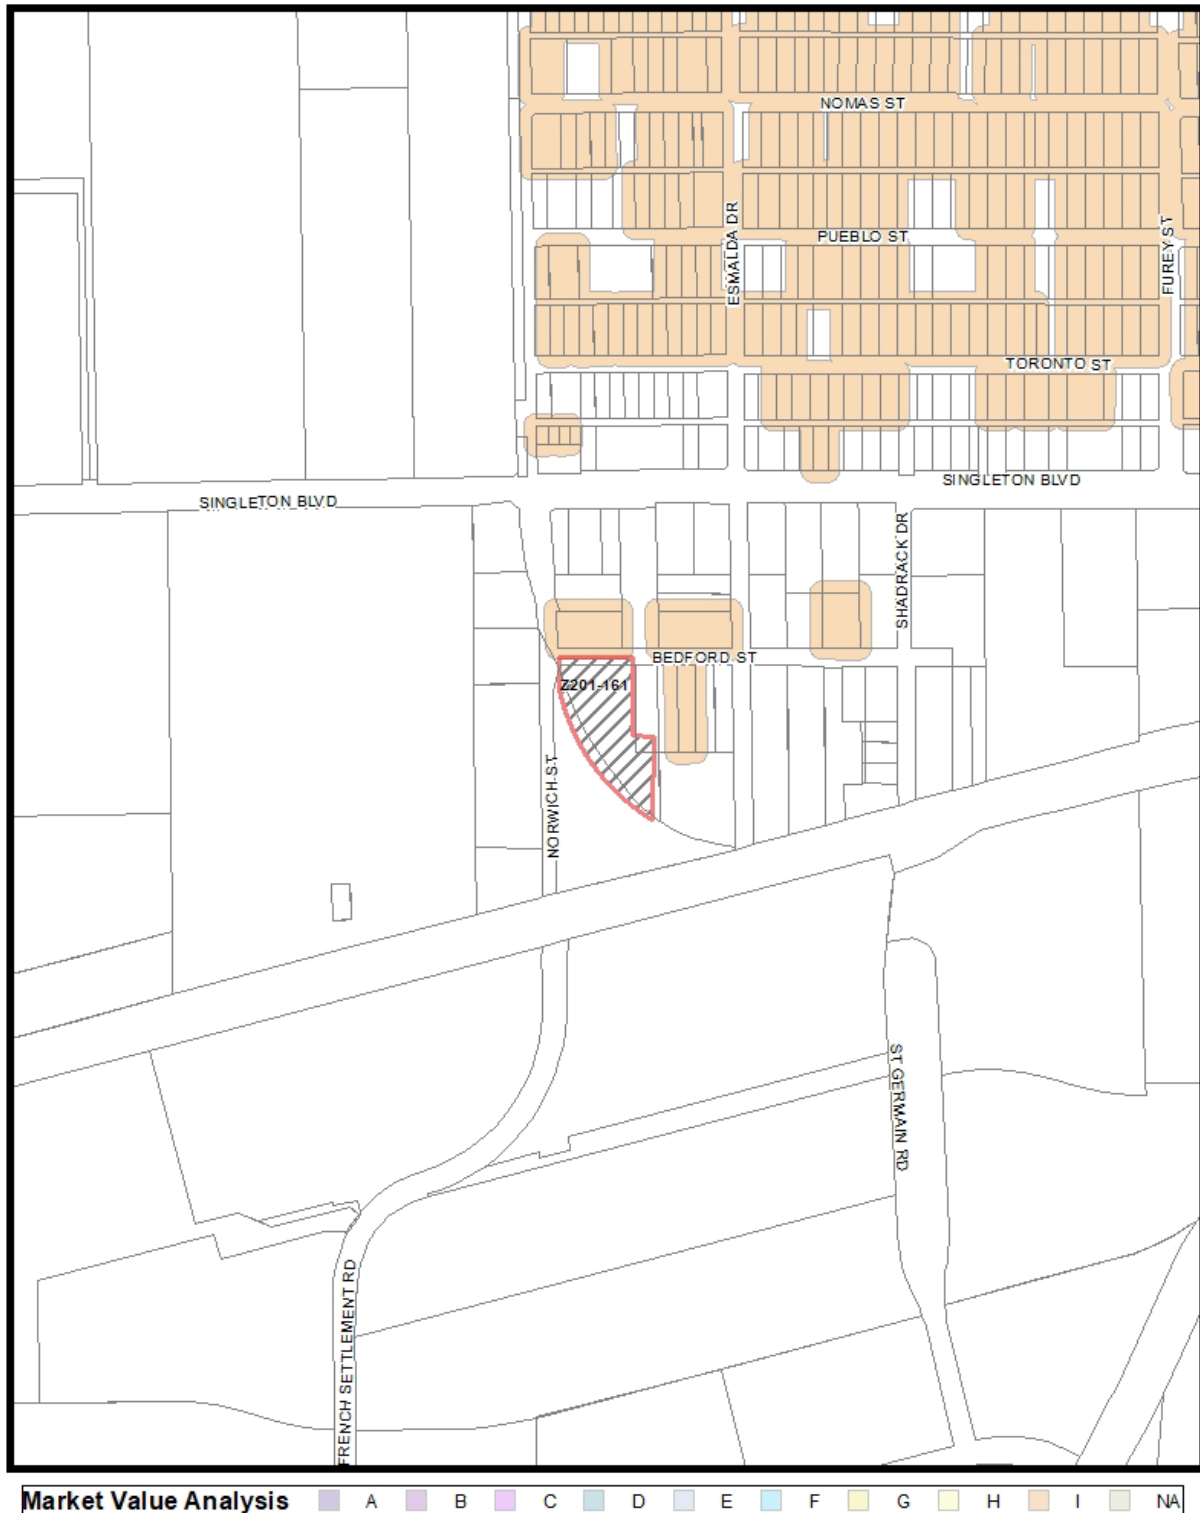 NOMAS ST
ESMALDA DR
PUEBLO ST
FUREY ST
TORONTO ST
SINGLETON BLVD
SINGLETON BLVD
SHADRACK DR
BEDFORD ST
Z201-161
NORWICH ST
ST GERMAIN RD
FRENCH SETTLEMENT RD
Market Value Analysis A B C D E F G H I NA